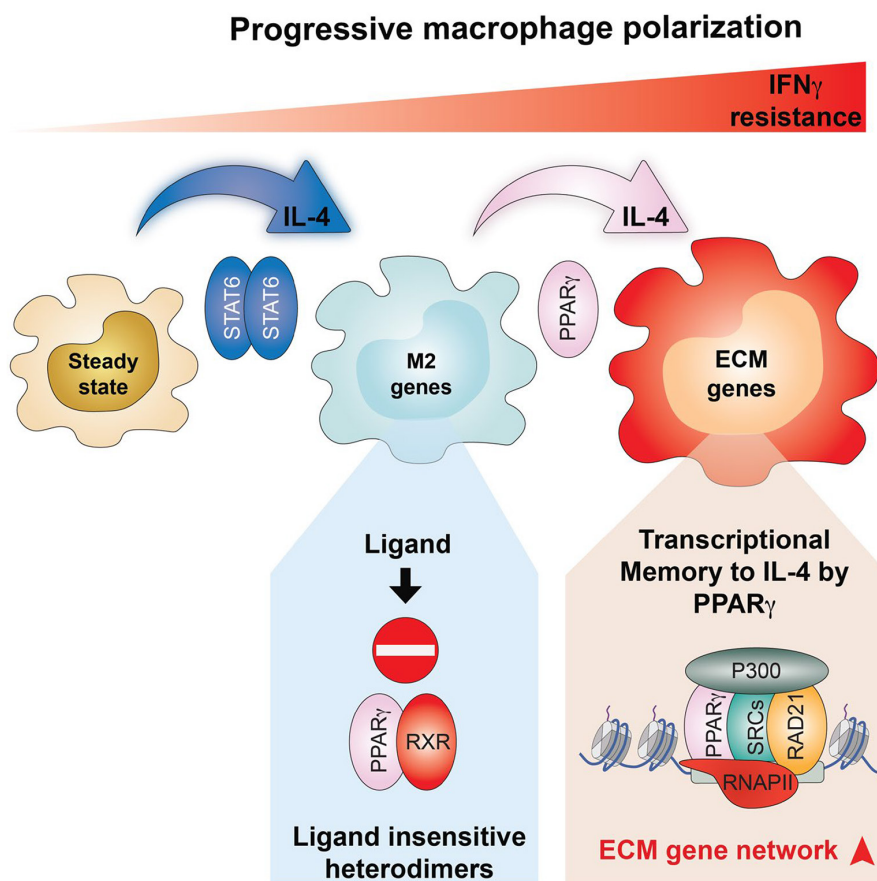 Progressive macrophage polarization
IFNγ
resistance
IL-4
IL-4
STAT6
STAT6
PPARγ
Steady
state
M2
genes
ECM
genes
Ligand
PPARγ
RXR
Ligand insensitive
heterodimers
Transcriptional
Memory to IL-4 by
PPARγ
P300
PPARγ
SRCs
RAD21
RNAPII
ECM gene network